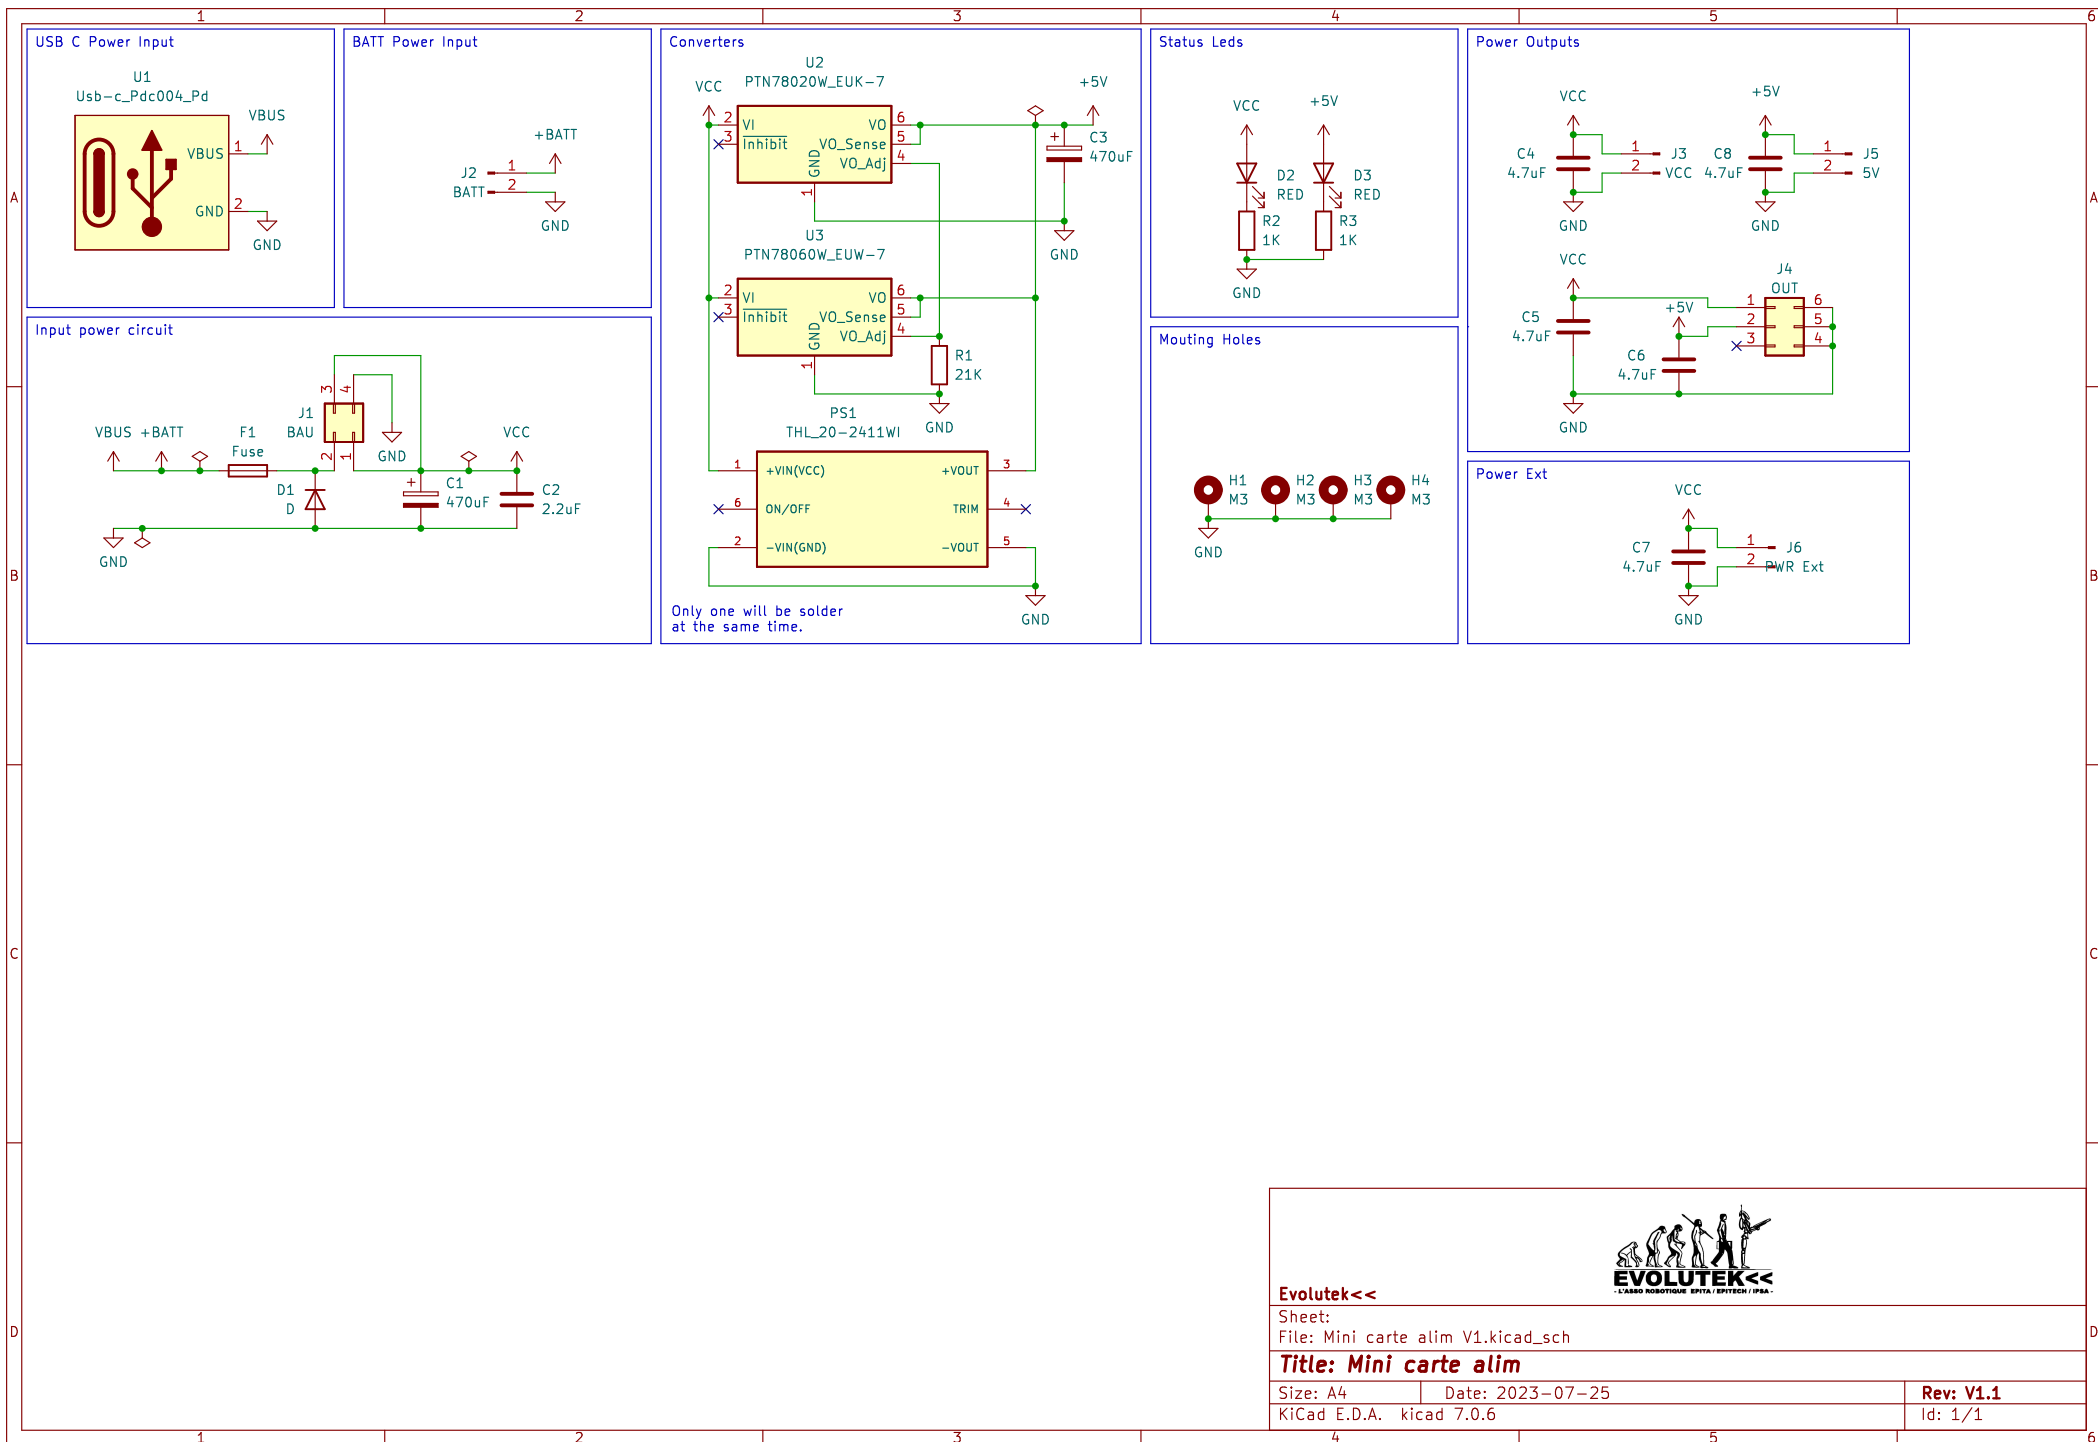 1 2 3 4 5 6
USB C Power Input
U1
Usb-c_Pdc004_Pd
VBUS
VBUS 1
GND 2
GND
BATT Power Input
+BATT
J2 1
BATT 2
GND
Input power circuit
3 4
J1
BAU
2 1
VBUS +BATT
F1
Fuse
GND
VCC
D1
D
C1
470uF
C2
2.2uF
GND
Converters
VCC
U2
PTN78020W_EUK-7
+5V
2 VI VO 6
3 Inhibit VO_Sense 5
VO_Adj 4
GND
1
C3
470uF
GND
U3
PTN78060W_EUW-7
2 VI VO 6
3 Inhibit VO_Sense 5
VO_Adj 4
GND
1
R1
21K
GND
PS1
THL_20-2411WI
1 +VIN(VCC) +VOUT 3
6 ON/OFF TRIM 4
2 -VIN(GND) -VOUT 5
GND
Only one will be solder
at the same time.
Status Leds
VCC
+5V
D2
RED
D3
RED
R2
1K
R3
1K
GND
Mouting Holes
H1
M3
H2
M3
H3
M3
H4
M3
GND
Power Outputs
VCC
C4
4.7uF
1 J3
2 VCC
GND
+5V
C8
4.7uF
1 J5
2 5V
GND
VCC
C5
4.7uF
+5V
C6
4.7uF
J4
OUT
1 6
2 5
3 4
GND
Power Ext
VCC
C7
4.7uF
1 J6
2 PWR Ext
GND
A A
B B
C C
D D
EVOLUTEK<<
- L'ASSO ROBOTIQUE EPITA / EPITECH / IPSA -
Evolutek<<
Sheet:
File: Mini carte alim V1.kicad_sch
Title: Mini carte alim
Size: A4 Date: 2023-07-25 Rev: V1.1
KiCad E.D.A. kicad 7.0.6 Id: 1/1
1 2 3 4 5 6